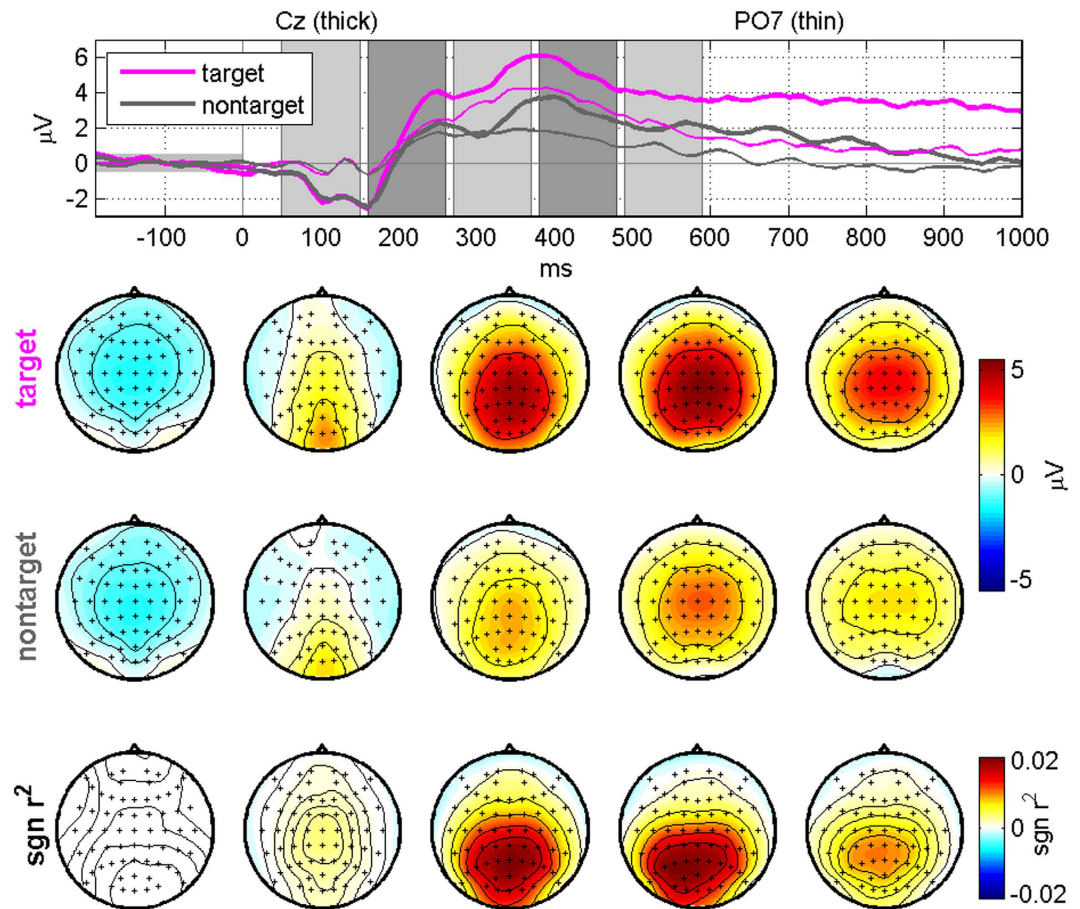 Cz (thick) PO7 (thin)
6
4
2
0
-2
μV
target
nontarget
-100 0 100 200 300 400 500 600 700 800 900 1000
ms
target
5
0
-5
μV
nontarget
sgn r²
0.02
0
-0.02
sgn r²